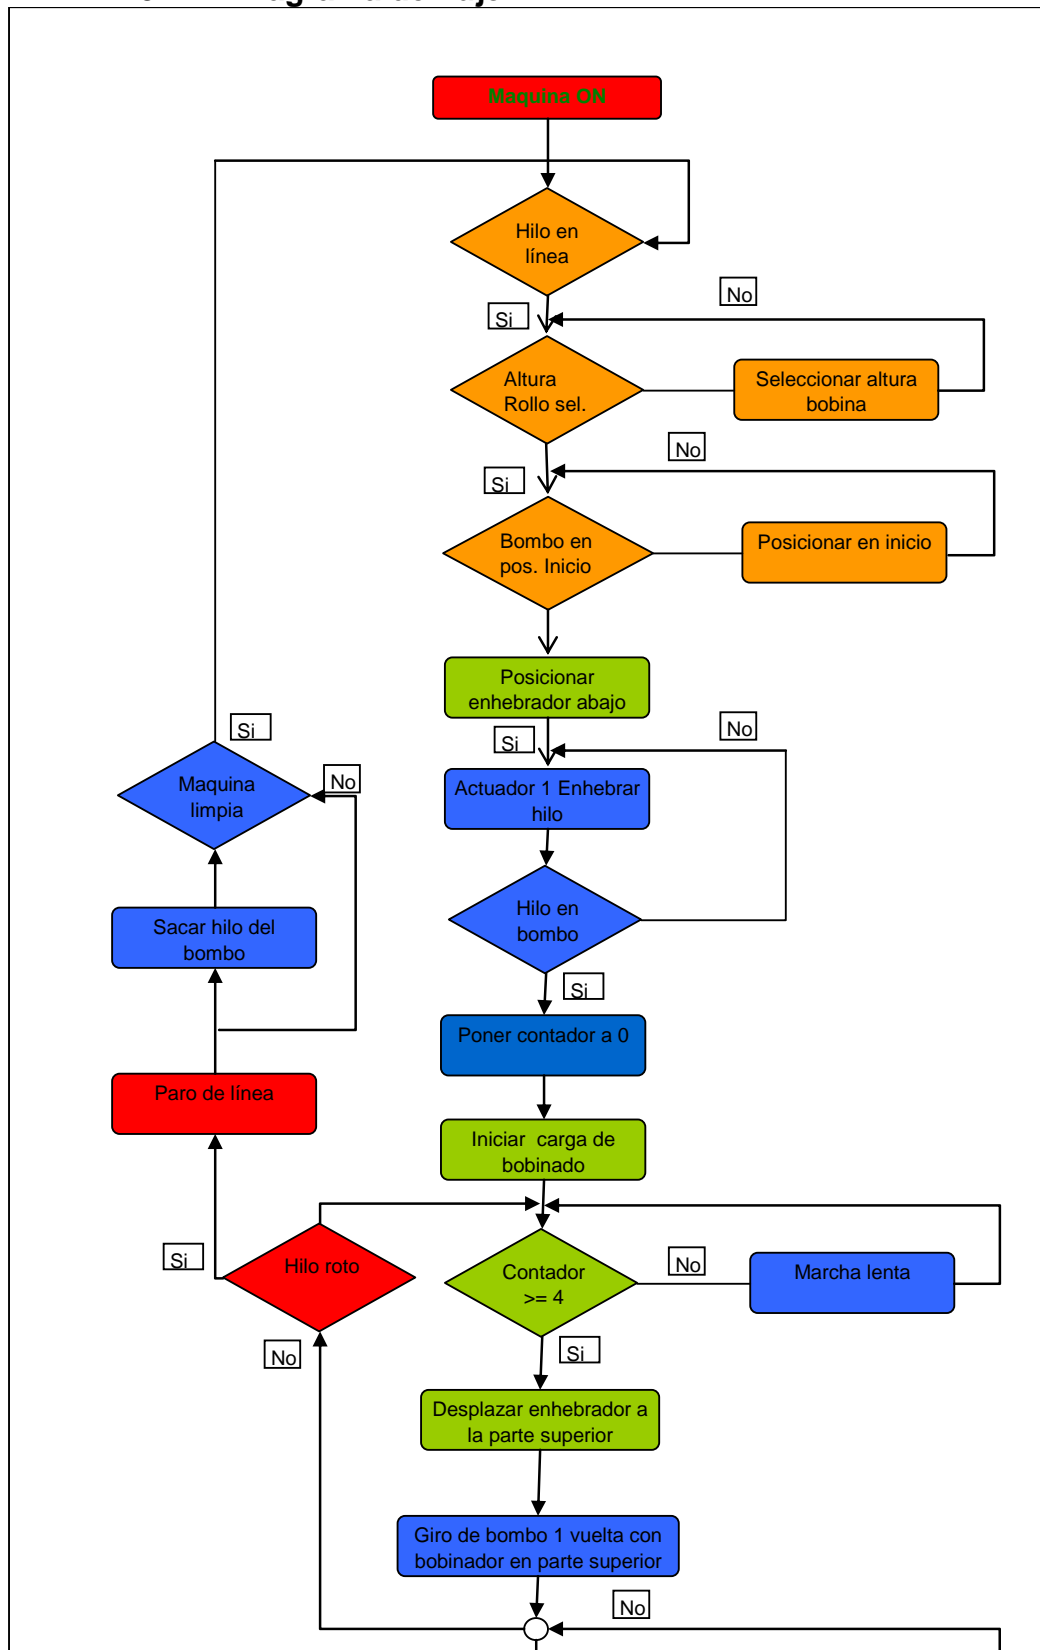 Maquina ON
Hilo en
línea
No
Si
Altura
Rollo sel.
Seleccionar altura
bobina
No
Si
Bombo en
pos. Inicio
Posicionar en inicio
Posicionar
enhebrador abajo
Si
Si
No
Maquina
limpia
No
Actuador 1 Enhebrar
hilo
Sacar hilo del
bombo
Hilo en
bombo
Si
Poner contador a 0
Paro de línea
Iniciar carga de
bobinado
Si
Hilo roto
Contador
>= 4
No
Marcha lenta
No
Si
Desplazar enhebrador a
la parte superior
Giro de bombo 1 vuelta con
bobinador en parte superior
No